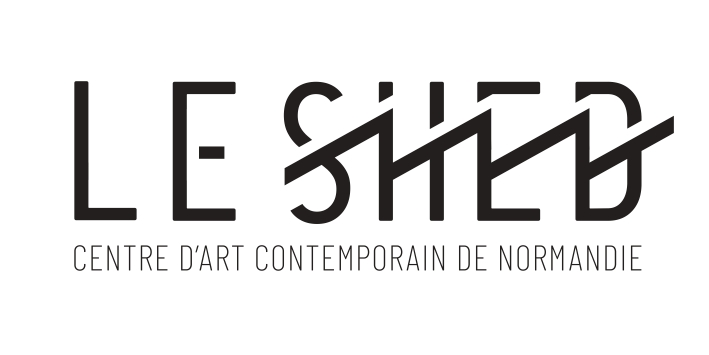 LE SHED
CENTRE D'ART CONTEMPORAIN DE NORMANDIE